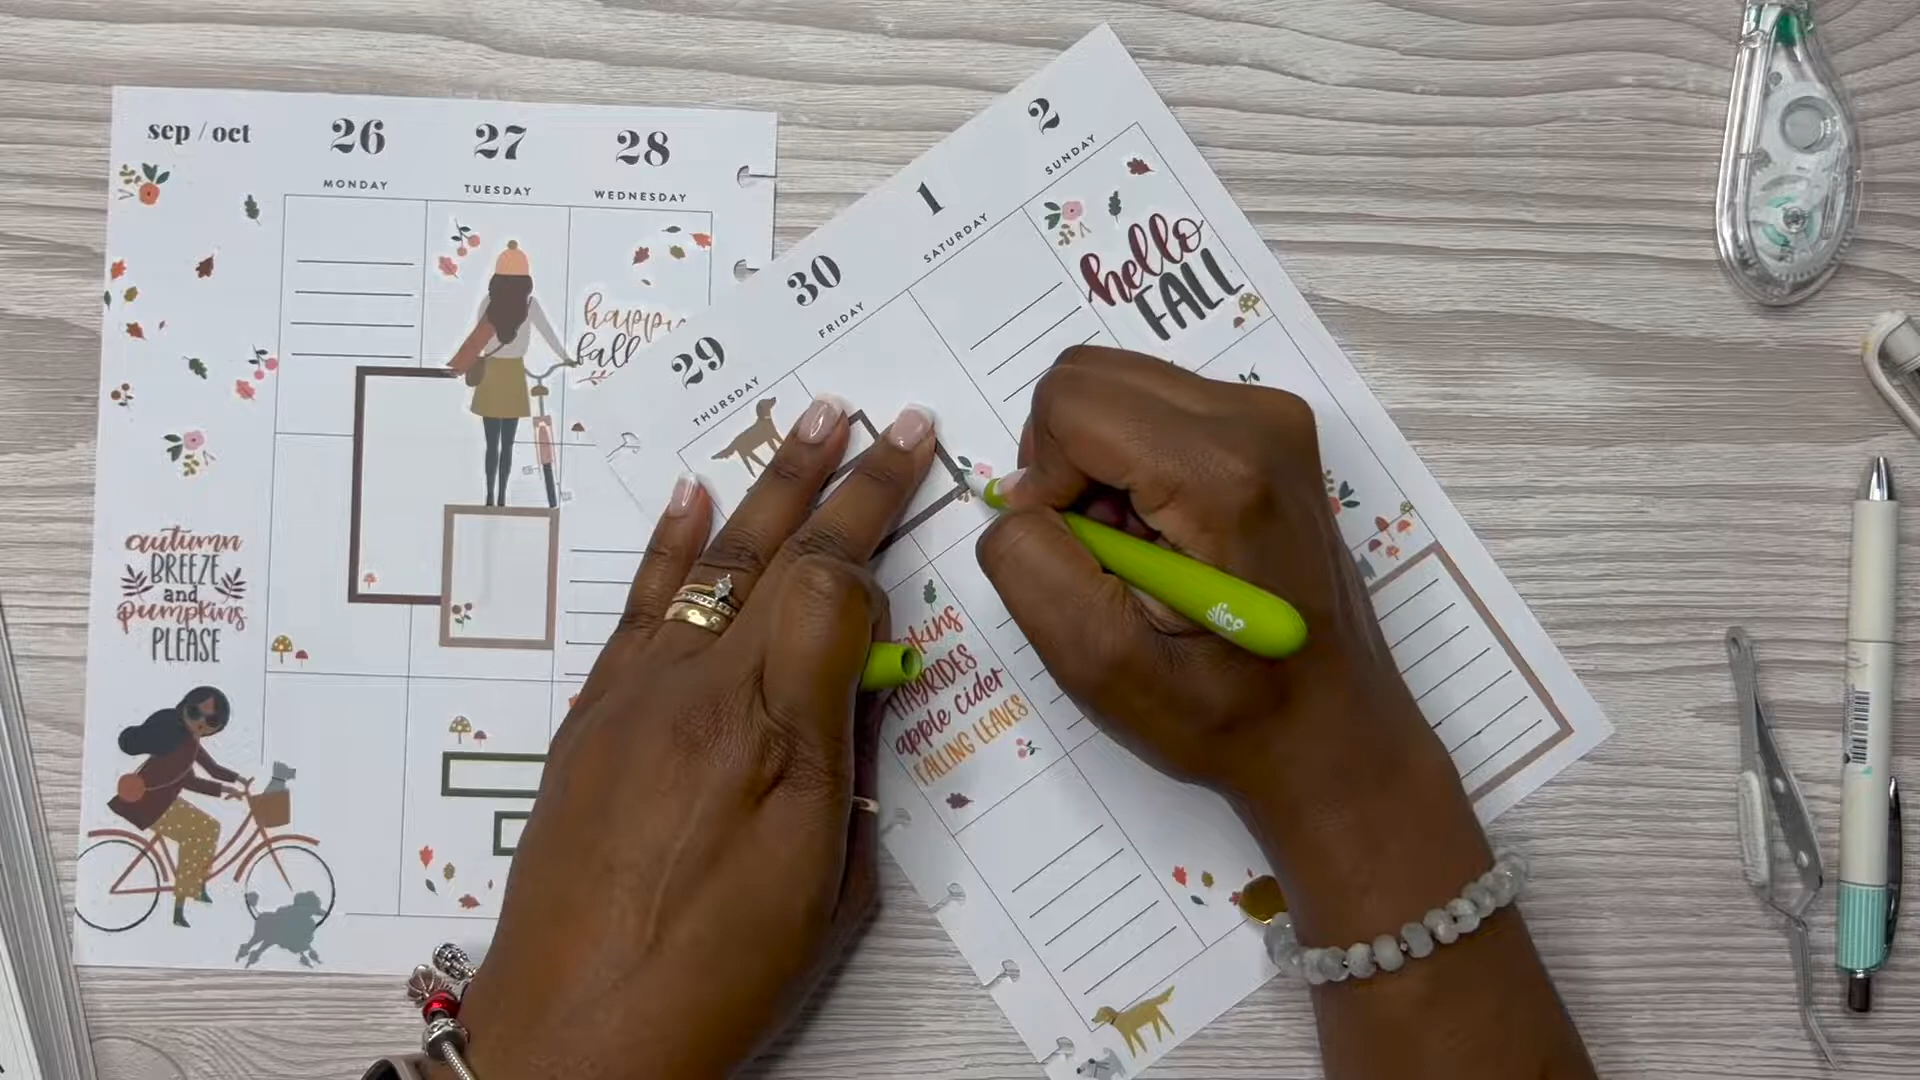 sep / oct
26
MONDAY
27
TUESDAY
28
WEDNESDAY
happy
fall
autumn
BREEZE
and
pumpkins
PLEASE
29
THURSDAY
30
FRIDAY
1
SATURDAY
2
SUNDAY
hello
FALL
HAYRIDES
apple cider
FALLING LEAVES
slice